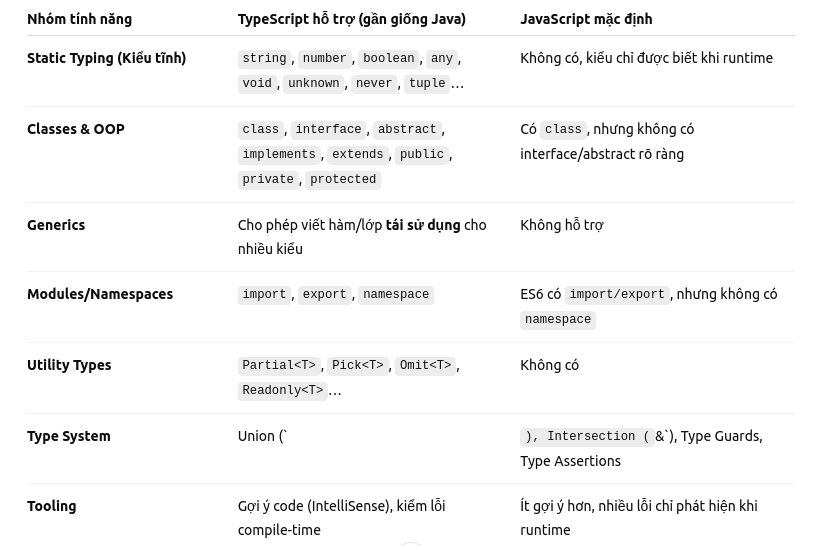 Nhóm tính năng TypeScript hỗ trợ (gần giống Java) JavaScript mặc định
Static Typing (Kiểu tĩnh) string, number, boolean, any, Không có, kiểu chỉ được biết khi runtime
void, unknown, never, tuple…
Classes & OOP class, interface, abstract, Có class, nhưng không có
implements, extends, public, interface/abstract rõ ràng
private, protected
Generics Cho phép viết hàm/lớp tái sử dụng cho Không hỗ trợ
nhiều kiểu
Modules/Namespaces import, export, namespace ES6 có import/export, nhưng không có
namespace
Utility Types Partial<T>, Pick<T>, Omit<T>, Không có
Readonly<T>…
Type System Union (` ), Intersection (&`), Type Guards,
Type Assertions
Tooling Gợi ý code (IntelliSense), kiểm lỗi Ít gợi ý hơn, nhiều lỗi chỉ phát hiện khi
compile-time runtime